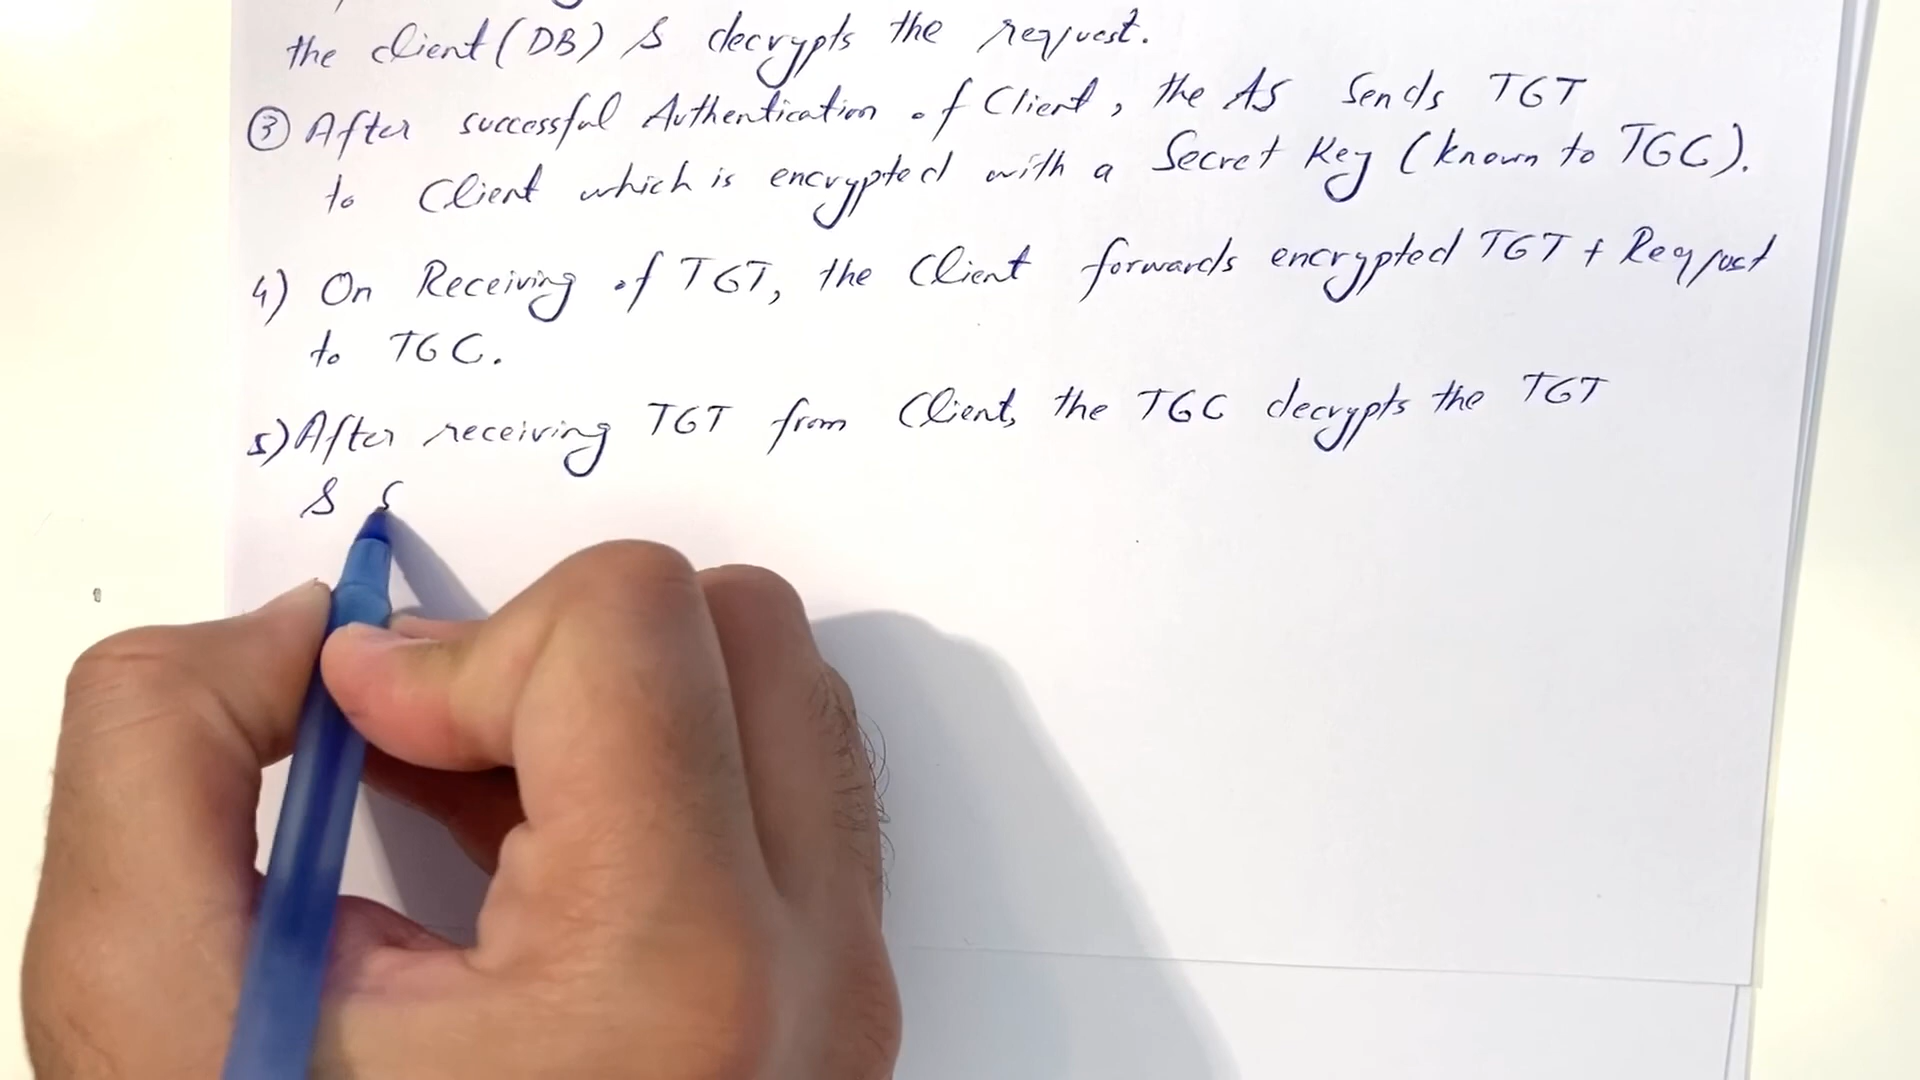 the client (DB) & decrypts the request.
③ After successful Authentication of Client, the AS Sends TGT
to Client which is encrypted with a Secret Key (known to TGC).
4) On Receiving of TGT, the Client forwards encrypted TGT + Request
to TGC.
5) After receiving TGT from Client, the TGC decrypts the TGT
&